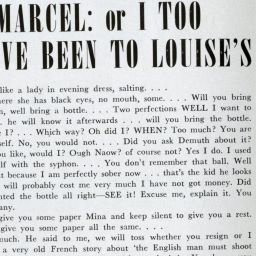 MARCEL: or I TOO
VE BEEN TO LOUISE'S
like a lady in evening dress, salting. . . .
here she has black eyes, no mouth, some. . . . Will you bring
n, well bring a bottle. . . . Two perfections WELL I want to
. he will know it afterwards . . . will you bring the bottle.
e I? . . . Which way? Oh did I? WHEN? Too much? You are
self. No, you would not. . . . Did you ask Demuth about it?
ou like, would I? Ough Naow? of course not? Yes I do. I used
lf with the syphon. . . . You don't remember that ball. Well
t because I am perfectly sober now . . . that's the kid he looks
will probably cost me very much I have not got money. Did
nted the bottle all right—SEE it! Excuse me, explain it. You
any.
give you some paper Mina and keep silent to give you a rest.
give you some paper all the same. . . .
much. He said to me, we will toss whether you resign or I
a very old French story about 'the English man must shoot